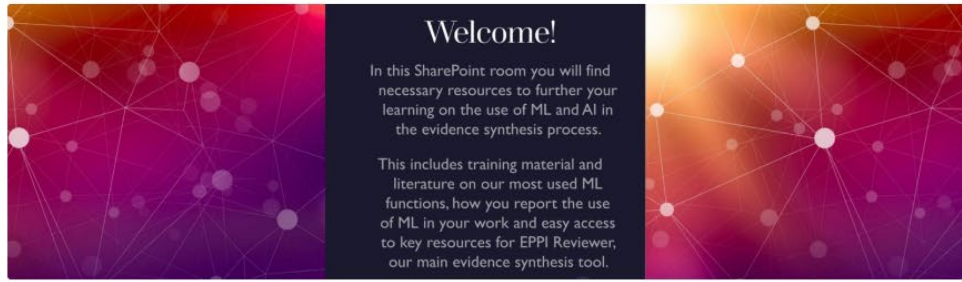 Welcome!
In this SharePoint room you will find
necessary resources to further your
learning on the use of ML and AI in
the evidence synthesis process.
This includes training material and
literature on our most used ML
functions, how you report the use
of ML in your work and easy access
to key resources for EPPI Reviewer,
our main evidence synthesis tool.